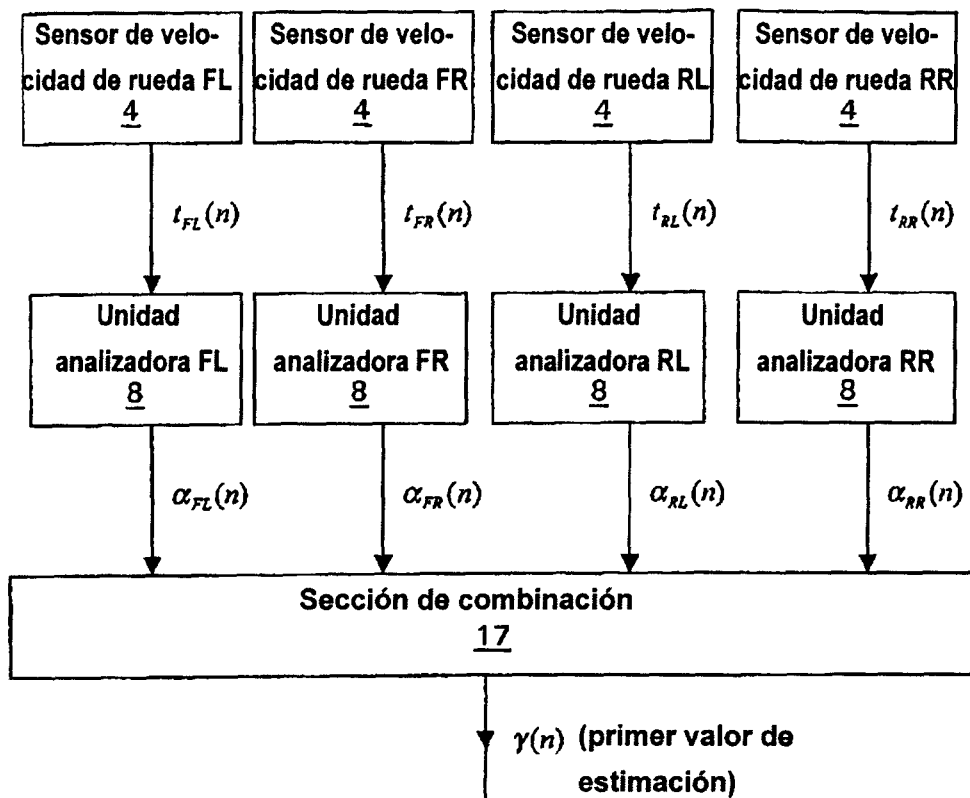 Sensor de velo-
cidad de rueda FL
4
Sensor de velo-
cidad de rueda FR
4
Sensor de velo-
cidad de rueda RL
4
Sensor de velo-
cidad de rueda RR
4
t_FL(n)
t_FR(n)
t_RL(n)
t_RR(n)
Unidad
analizadora FL
8
Unidad
analizadora FR
8
Unidad
analizadora RL
8
Unidad
analizadora RR
8
α_FL(n)
α_FR(n)
α_RL(n)
α_RR(n)
Sección de combinación
17
γ(n) (primer valor de
estimación)